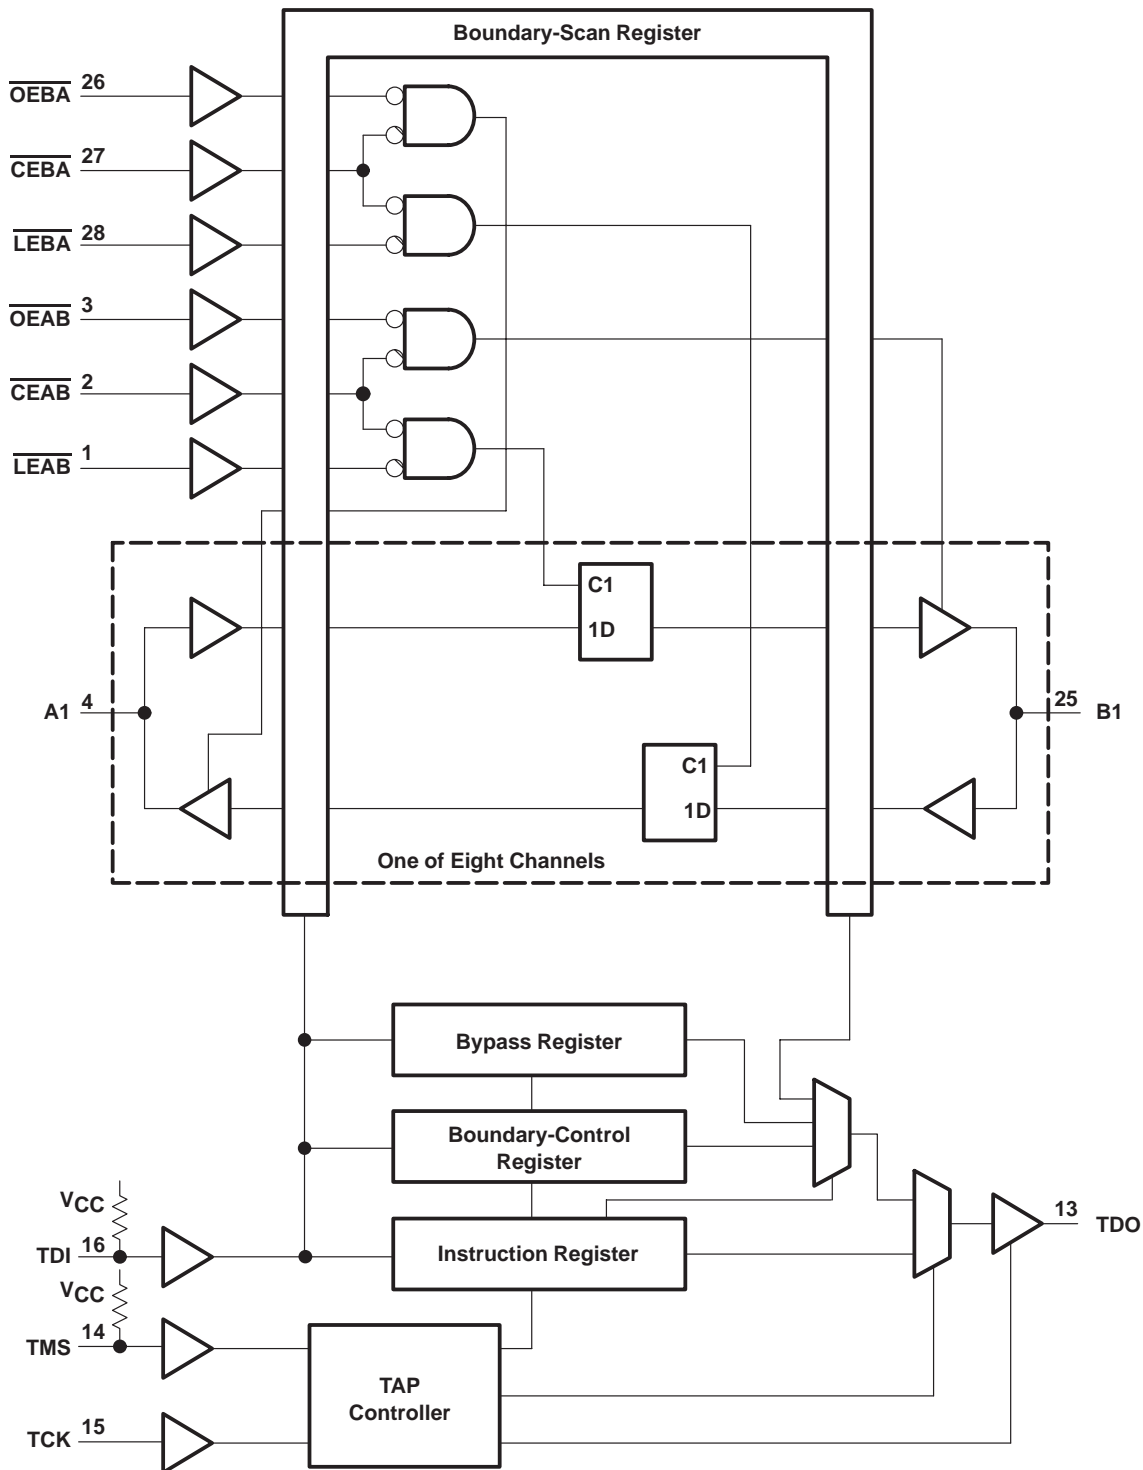 Boundary-Scan Register
OEBA 26
CEBA 27
LEBA 28
OEAB 3
CEAB 2
LEAB 1
C1
1D
A1 4
25 B1
C1
1D
One of Eight Channels
Bypass Register
Boundary-Control
Register
VCC
TDI 16
Instruction Register
13 TDO
VCC
TMS 14
TAP
Controller
TCK 15